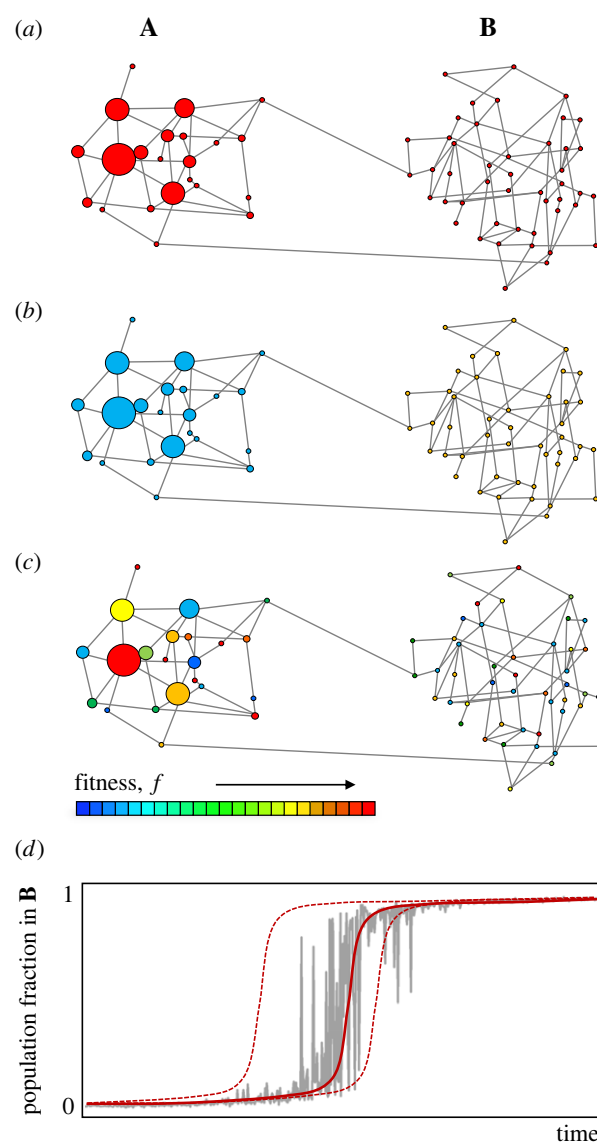 (a) A B
(b)
(c)
fitness, f
(d)
population fraction in B
1
0
time